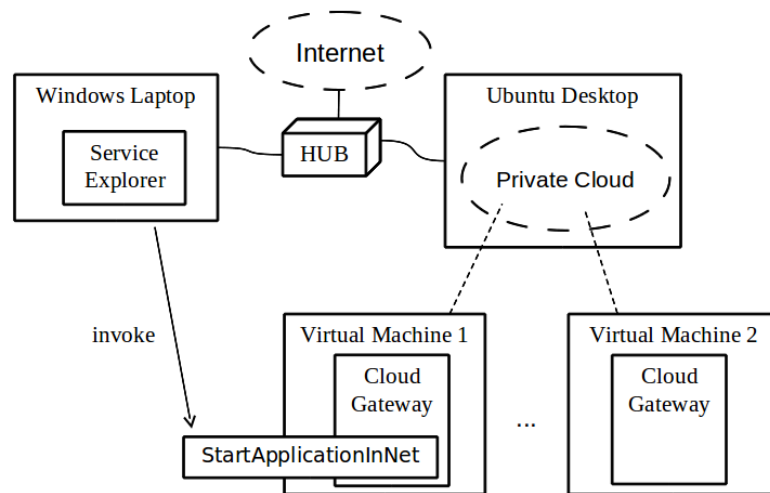 Internet
Windows Laptop
Ubuntu Desktop
Service
Explorer
HUB
Private Cloud
invoke
Virtual Machine 1
Virtual Machine 2
Cloud
Gateway
Cloud
Gateway
...
StartApplicationInNet